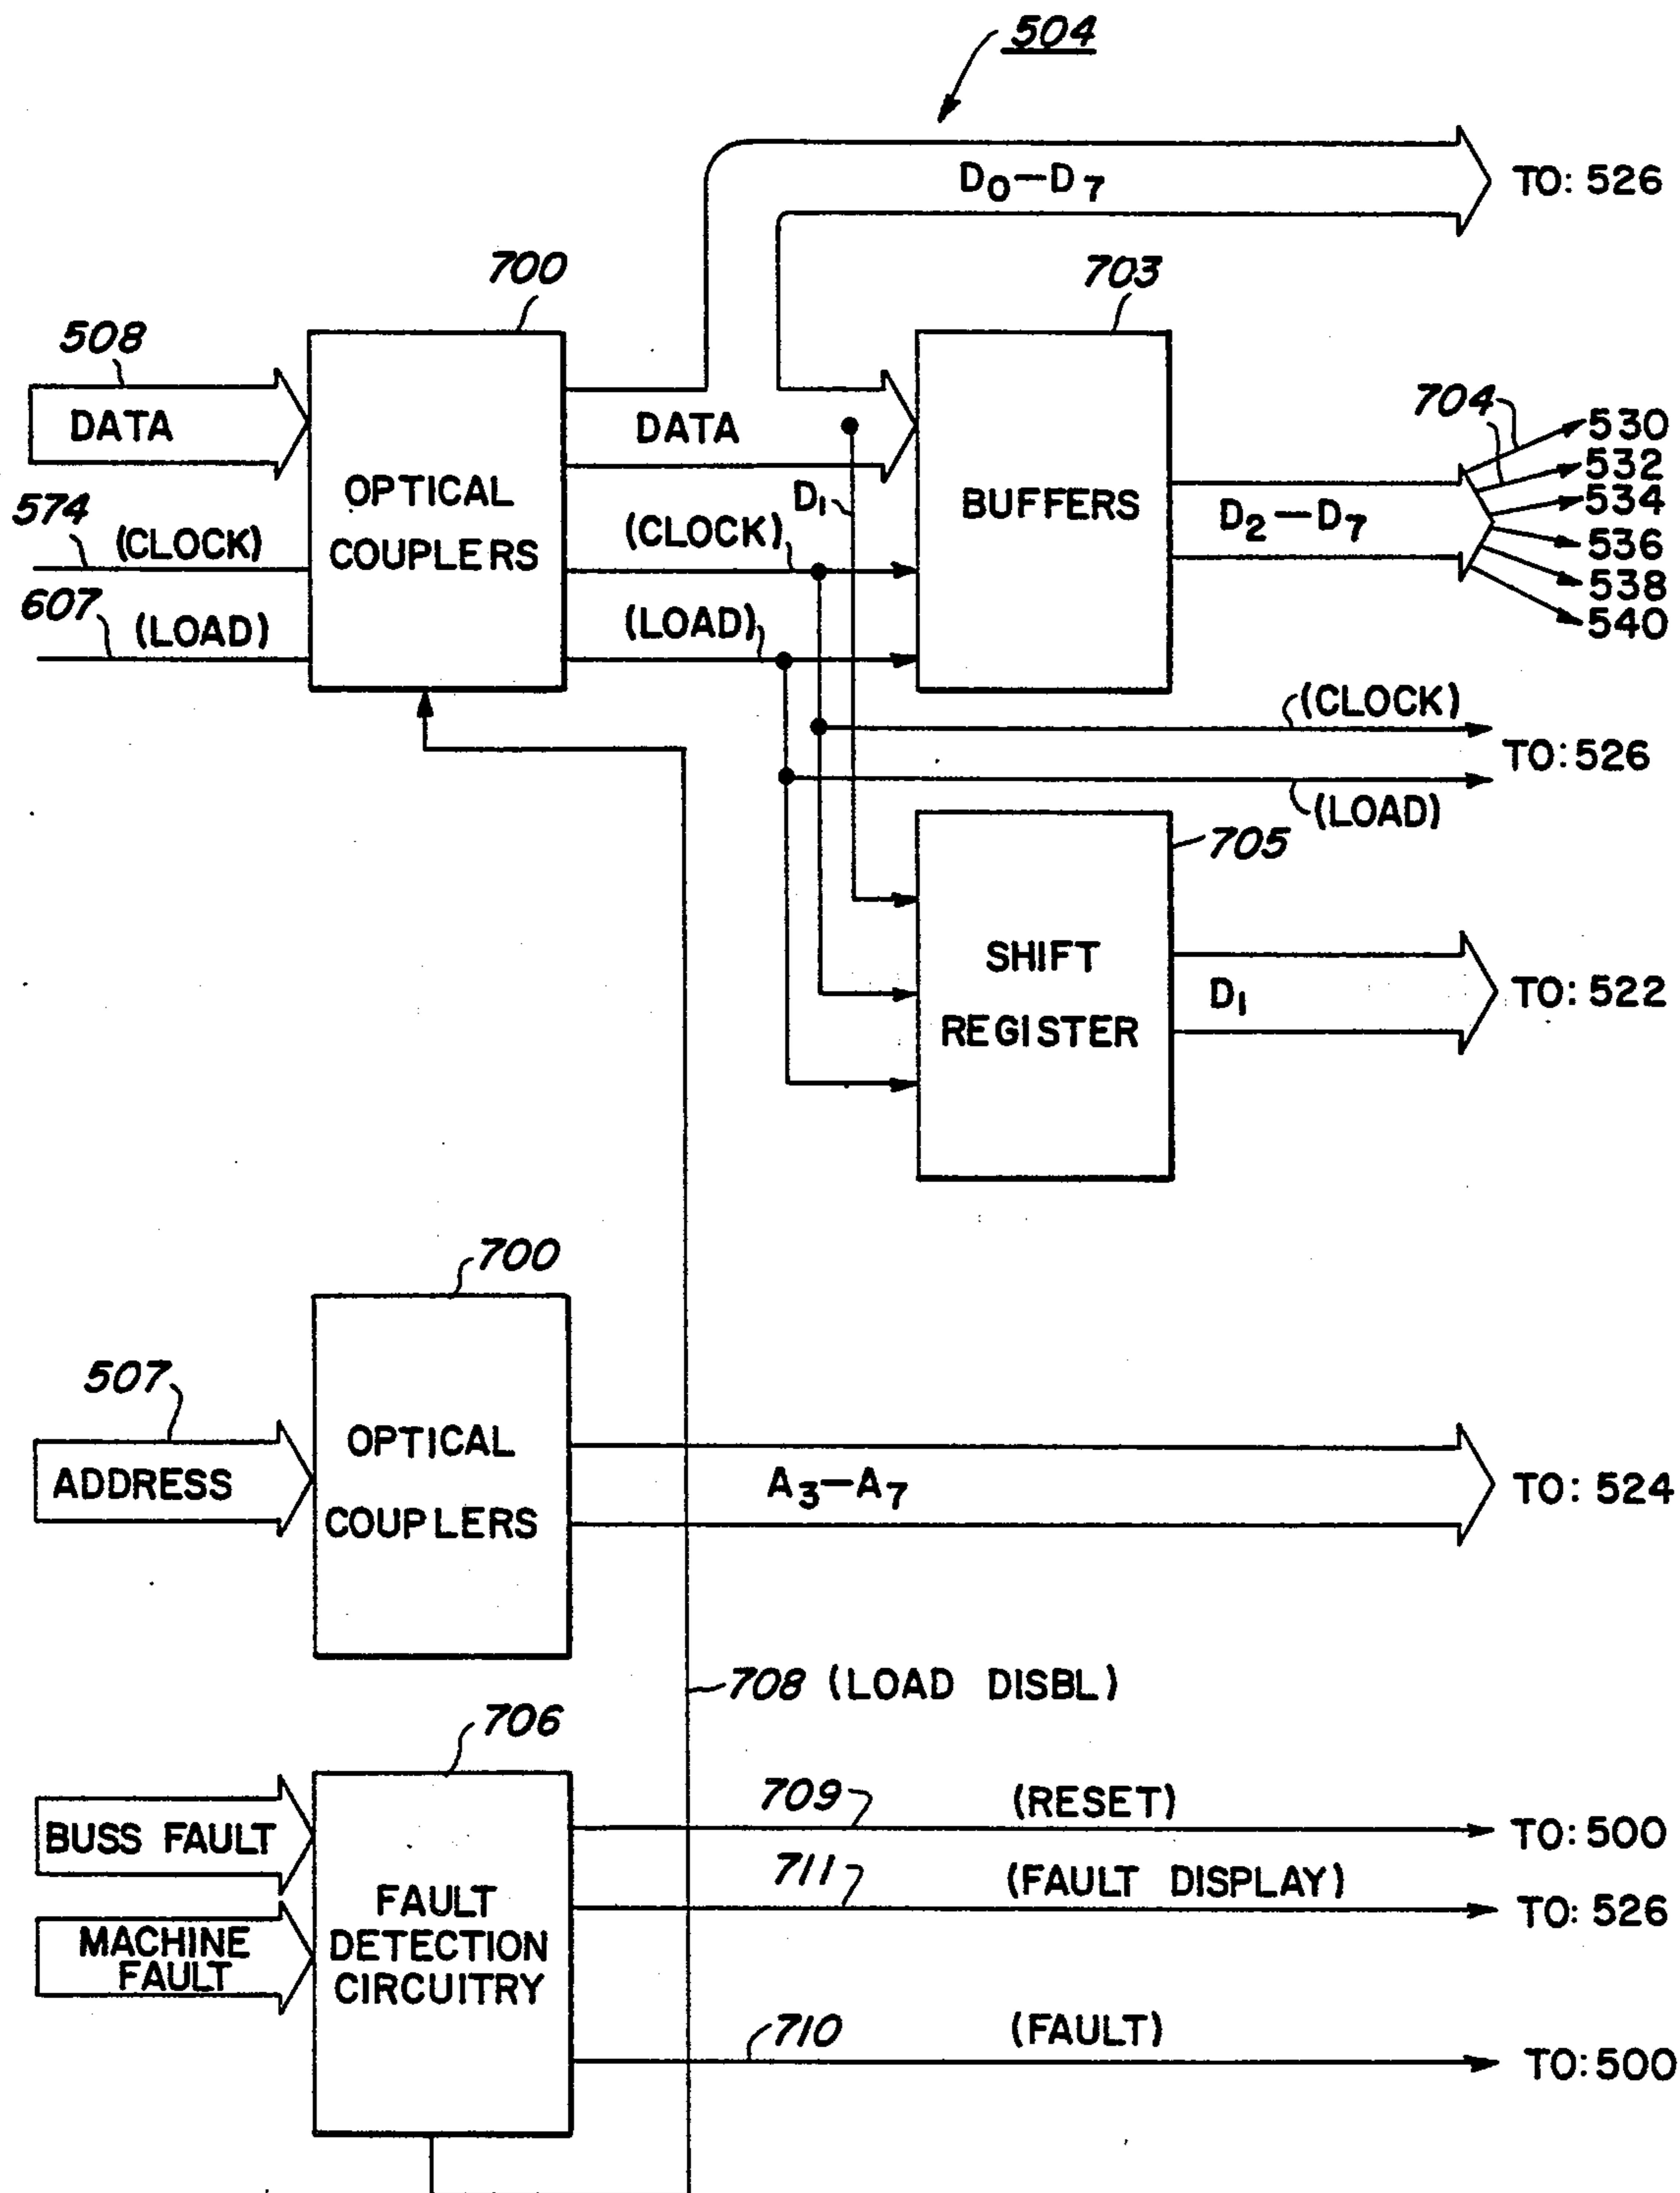 504
D0–D7
TO: 526
700
703
508
DATA
DATA
704
530
532
534
536
538
540
OPTICAL
COUPLERS
BUFFERS
D1
D2–D7
574
(CLOCK)
(CLOCK)
607
(LOAD)
(LOAD)
(CLOCK)
TO: 526
(LOAD)
705
SHIFT
REGISTER
D1
TO: 522
700
507
ADDRESS
OPTICAL
COUPLERS
A3–A7
TO: 524
708 (LOAD DISBL)
706
BUSS FAULT
MACHINE
FAULT
FAULT
DETECTION
CIRCUITRY
709
(RESET)
TO: 500
711
(FAULT DISPLAY)
TO: 526
710
(FAULT)
TO: 500